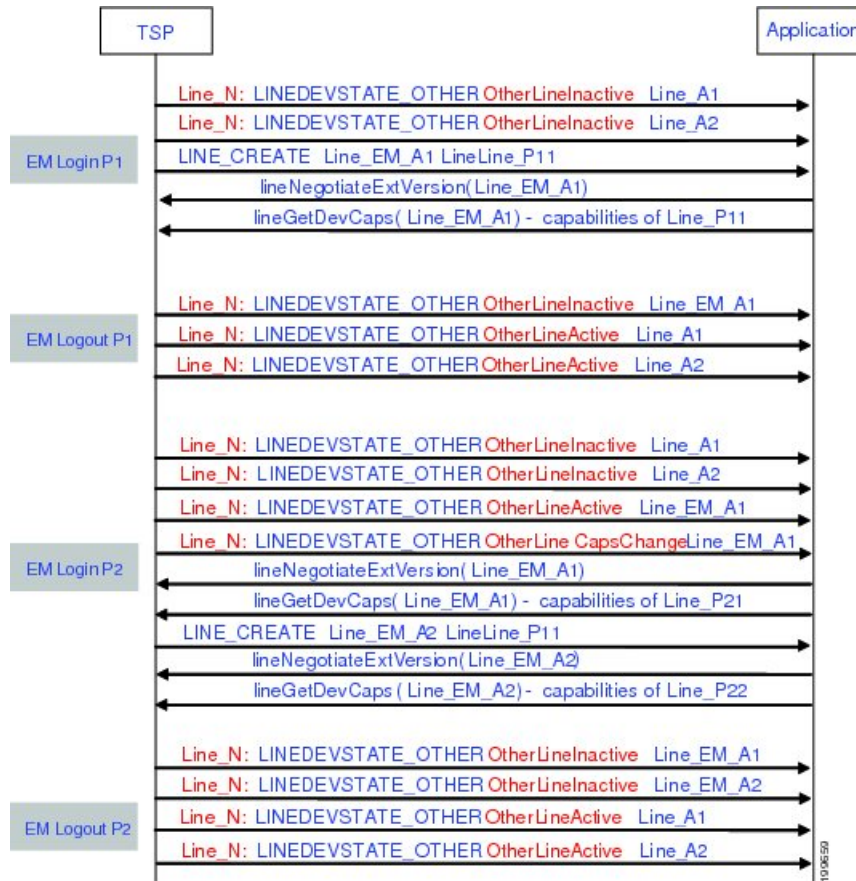 TSP
Application
Line_N: LINEDEVSTATE_OTHER OtherLineInactive Line_A1
Line_N: LINEDEVSTATE_OTHER OtherLineInactive Line_A2
EM Login P1
LINE_CREATE Line_EM_A1 LineLine_P11
lineNegotiateExtVersion(Line_EM_A1)
lineGetDevCaps( Line_EM_A1) - capabilities of Line_P11
Line_N: LINEDEVSTATE_OTHER OtherLineInactive Line_EM_A1
EM Logout P1
Line_N: LINEDEVSTATE_OTHER OtherLineActive Line_A1
Line_N: LINEDEVSTATE_OTHER OtherLineActive Line_A2
Line_N: LINEDEVSTATE_OTHER OtherLineInactive Line_A1
Line_N: LINEDEVSTATE_OTHER OtherLineInactive Line_A2
Line_N: LINEDEVSTATE_OTHER OtherLineActive Line_EM_A1
Line_N: LINEDEVSTATE_OTHER OtherLine CapsChangeLine_EM_A1
EM Login P2
lineNegotiateExtVersion( Line_EM_A1)
lineGetDevCaps( Line_EM_A1) - capabilities of Line_P21
LINE_CREATE Line_EM_A2 LineLine_P11
lineNegotiateExtVersion(Line_EM_A2)
lineGetDevCaps ( Line_EM_A2) - capabilities of Line_P22
Line_N: LINEDEVSTATE_OTHER OtherLineInactive Line_EM_A1
Line_N: LINEDEVSTATE_OTHER OtherLineInactive Line_EM_A2
EM Logout P2
Line_N: LINEDEVSTATE_OTHER OtherLineActive Line_A1
Line_N: LINEDEVSTATE_OTHER OtherLineActive Line_A2
199559